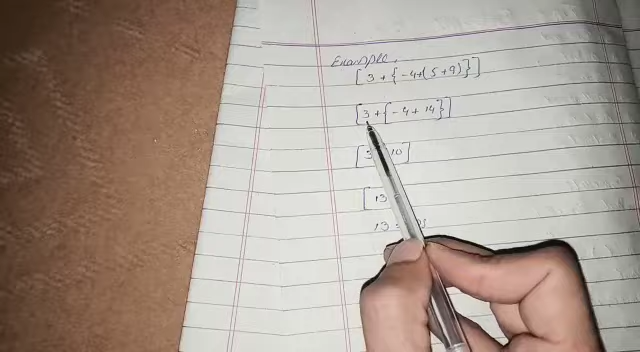 Example.
[3 + {-4+(5+9)}]
[3 + {-4 + 14}]
[3 10]
[13
13 =